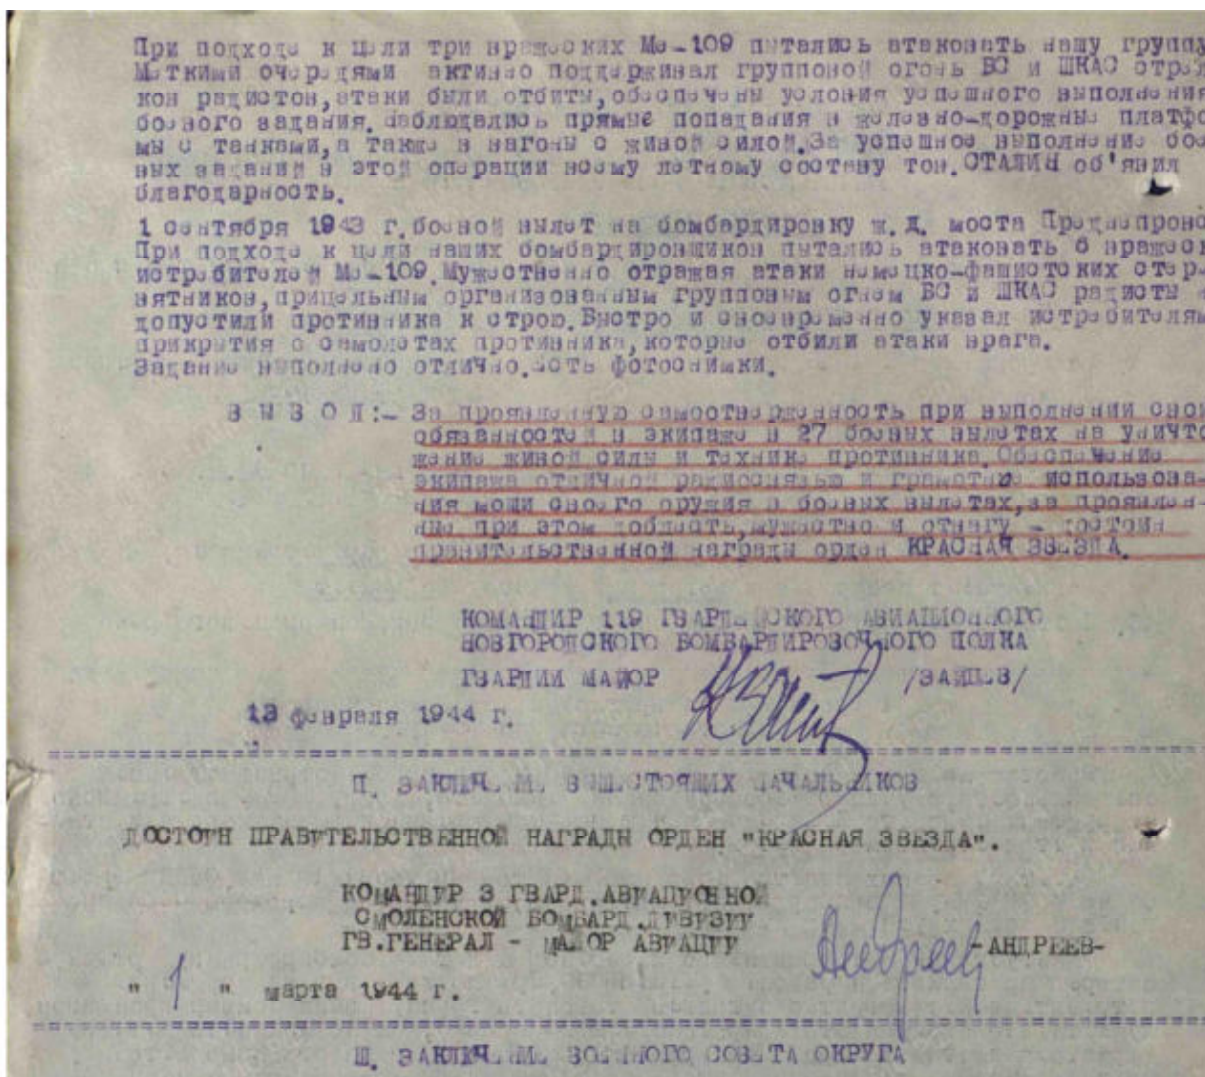 При подходе к цели три вражеских Ме-109 пытались атаковать нашу группу
Меткими очередями активно поддерживал групповой огонь БС и ШКАС стрел
ков радистов, атаки были отбиты, обеспечены условия успешного выполнения
боевого задания. Наблюдались прямые попадания в железно-дорожные платфо
мы с танками, а также в вагоны с живой силой. За успешное выполнение бое
вых заданий в этой операции всему летному составу тов. СТАЛИН об'явил
благодарность.
1 сентября 1943 г. боевой вылет на бомбардировку ж.д. моста
При подходе к цели наших бомбардировщиков пытались атаковать 6 вражеск
истребителей Ме-109. Мужественно отражая атаки немецко-фашистских стер-
вятников, прицельным организованным групповым огнем БС и ШКАС радисты н
допустили противника к строю. Быстро и своевременно указал истребителям
прикрытия о самолетах противника, которые отбили атаки врага.
Задание выполнено отлично. Есть фотоснимки.
ВЫВОД:- За проявленную самоотверженность при выполнении свои
обязанностей в экипаже в 27 боевых вылетах на уничто
жение живой силы и техники противника. Обеспечение
экипажа отличной радиосвязью и грамотное использова-
ния мощи своего оружия в боевых вылетах, за проявлен-
ные при этом доблесть, мужество и отвагу - достоин
правительственной награды орден КРАСНАЯ ЗВЕЗДА.
КОМАНДИР 119 ГВАРДЕЙСКОГО АВИАЦИОННОГО
НОВГОРОДСКОГО БОМБАРДИРОВОЧНОГО ПОЛКА
ГВАРДИИ МАЙОР /ЗАЙЦЕВ/
13 февраля 1944 г.
П. ЗАКЛЮЧЕНИЕ ВЫШЕСТОЯЩИХ НАЧАЛЬНИКОВ
ДОСТОИН ПРАВИТЕЛЬСТВЕННОЙ НАГРАДЫ ОРДЕН "КРАСНАЯ ЗВЕЗДА".
КОМАНДИР 3 ГВАРД.АВИАЦИОННОЙ
СМОЛЕНСКОЙ БОМБАРД.ДИВИЗИИ
ГВ.ГЕНЕРАЛ - МАЙОР АВИАЦИИ Андреев -АНДРЕЕВ-
" 1 " марта 1944 г.
Ш. ЗАКЛЮЧЕНИЕ ВОЕННОГО СОВЕТА ОКРУГА